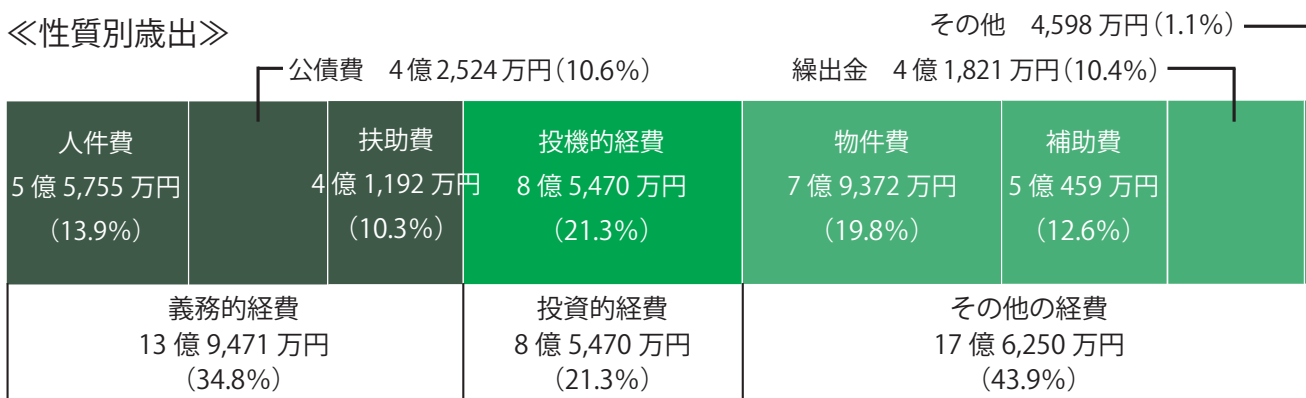 ≪性質別歳出≫
その他　4,598 万円（1.1%）
公債費　4 億 2,524 万円（10.6%）
繰出金　4 億 1,821 万円（10.4%）
人件費
5 億 5,755 万円
（13.9%）
扶助費
4 億 1,192 万円
（10.3%）
投機的経費
8 億 5,470 万円
（21.3%）
物件費
7 億 9,372 万円
（19.8%）
補助費
5 億 459 万円
（12.6%）
義務的経費
13 億 9,471 万円
（34.8%）
投資的経費
8 億 5,470 万円
（21.3%）
その他の経費
17 億 6,250 万円
（43.9%）